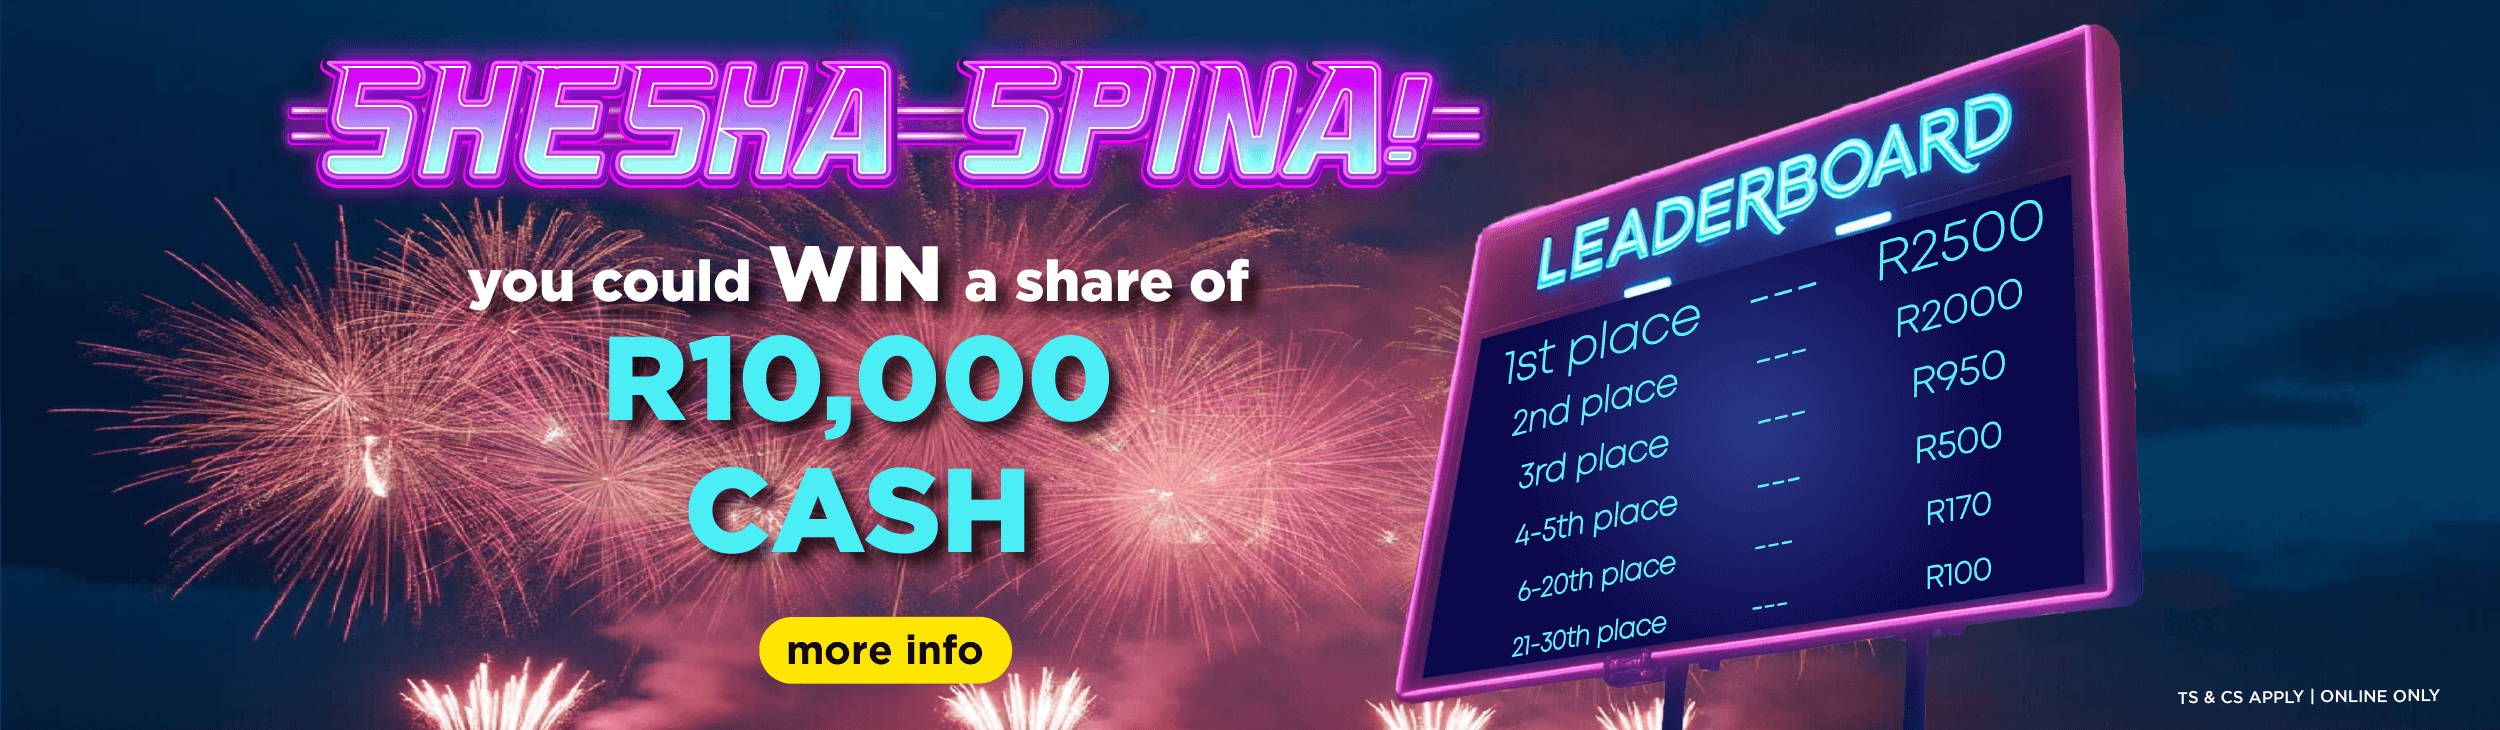 SHESHA SPINA!
you could WIN a share of
R10,000
CASH
more info
LEADERBOARD
1st place --- R2500
2nd place --- R2000
3rd place --- R950
4-5th place --- R500
6-20th place --- R170
21-30th place --- R100
TS & CS APPLY | ONLINE ONLY